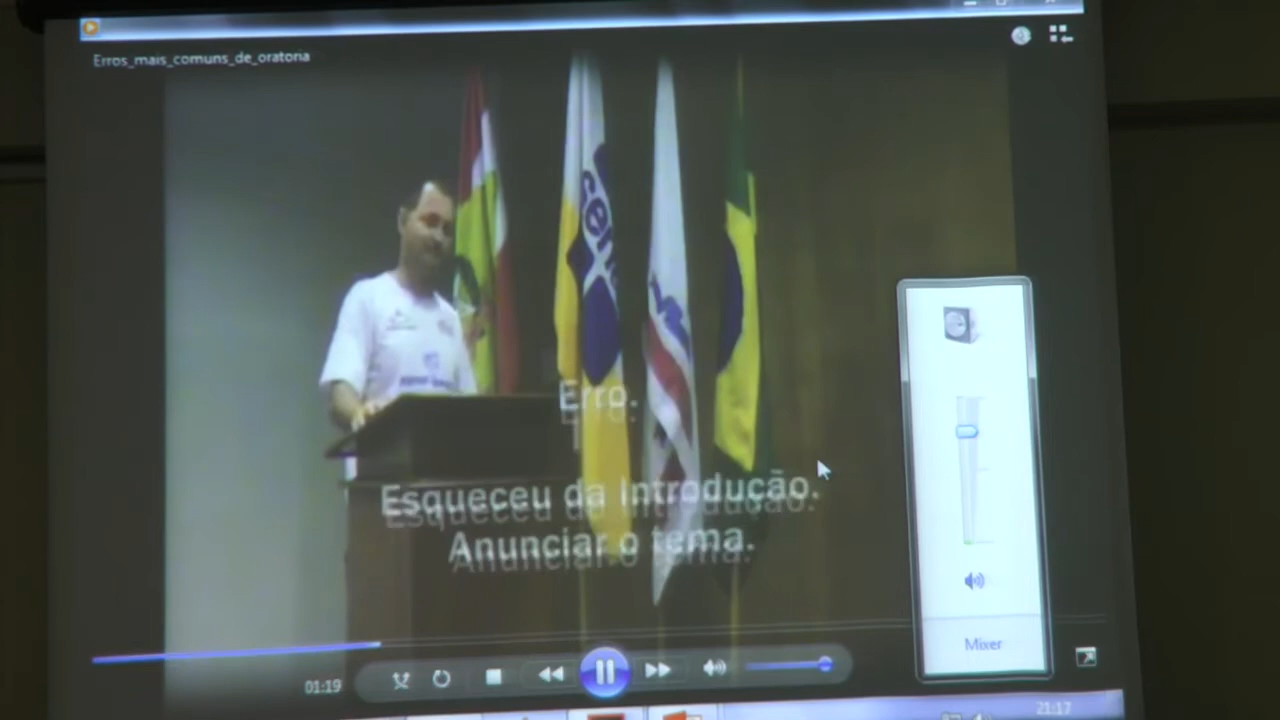 Erros_mais_comuns_de_oratoria
Erro.
Esqueceu da Introdução.
Anunciar o tema.
Mixer
01:19
21:17